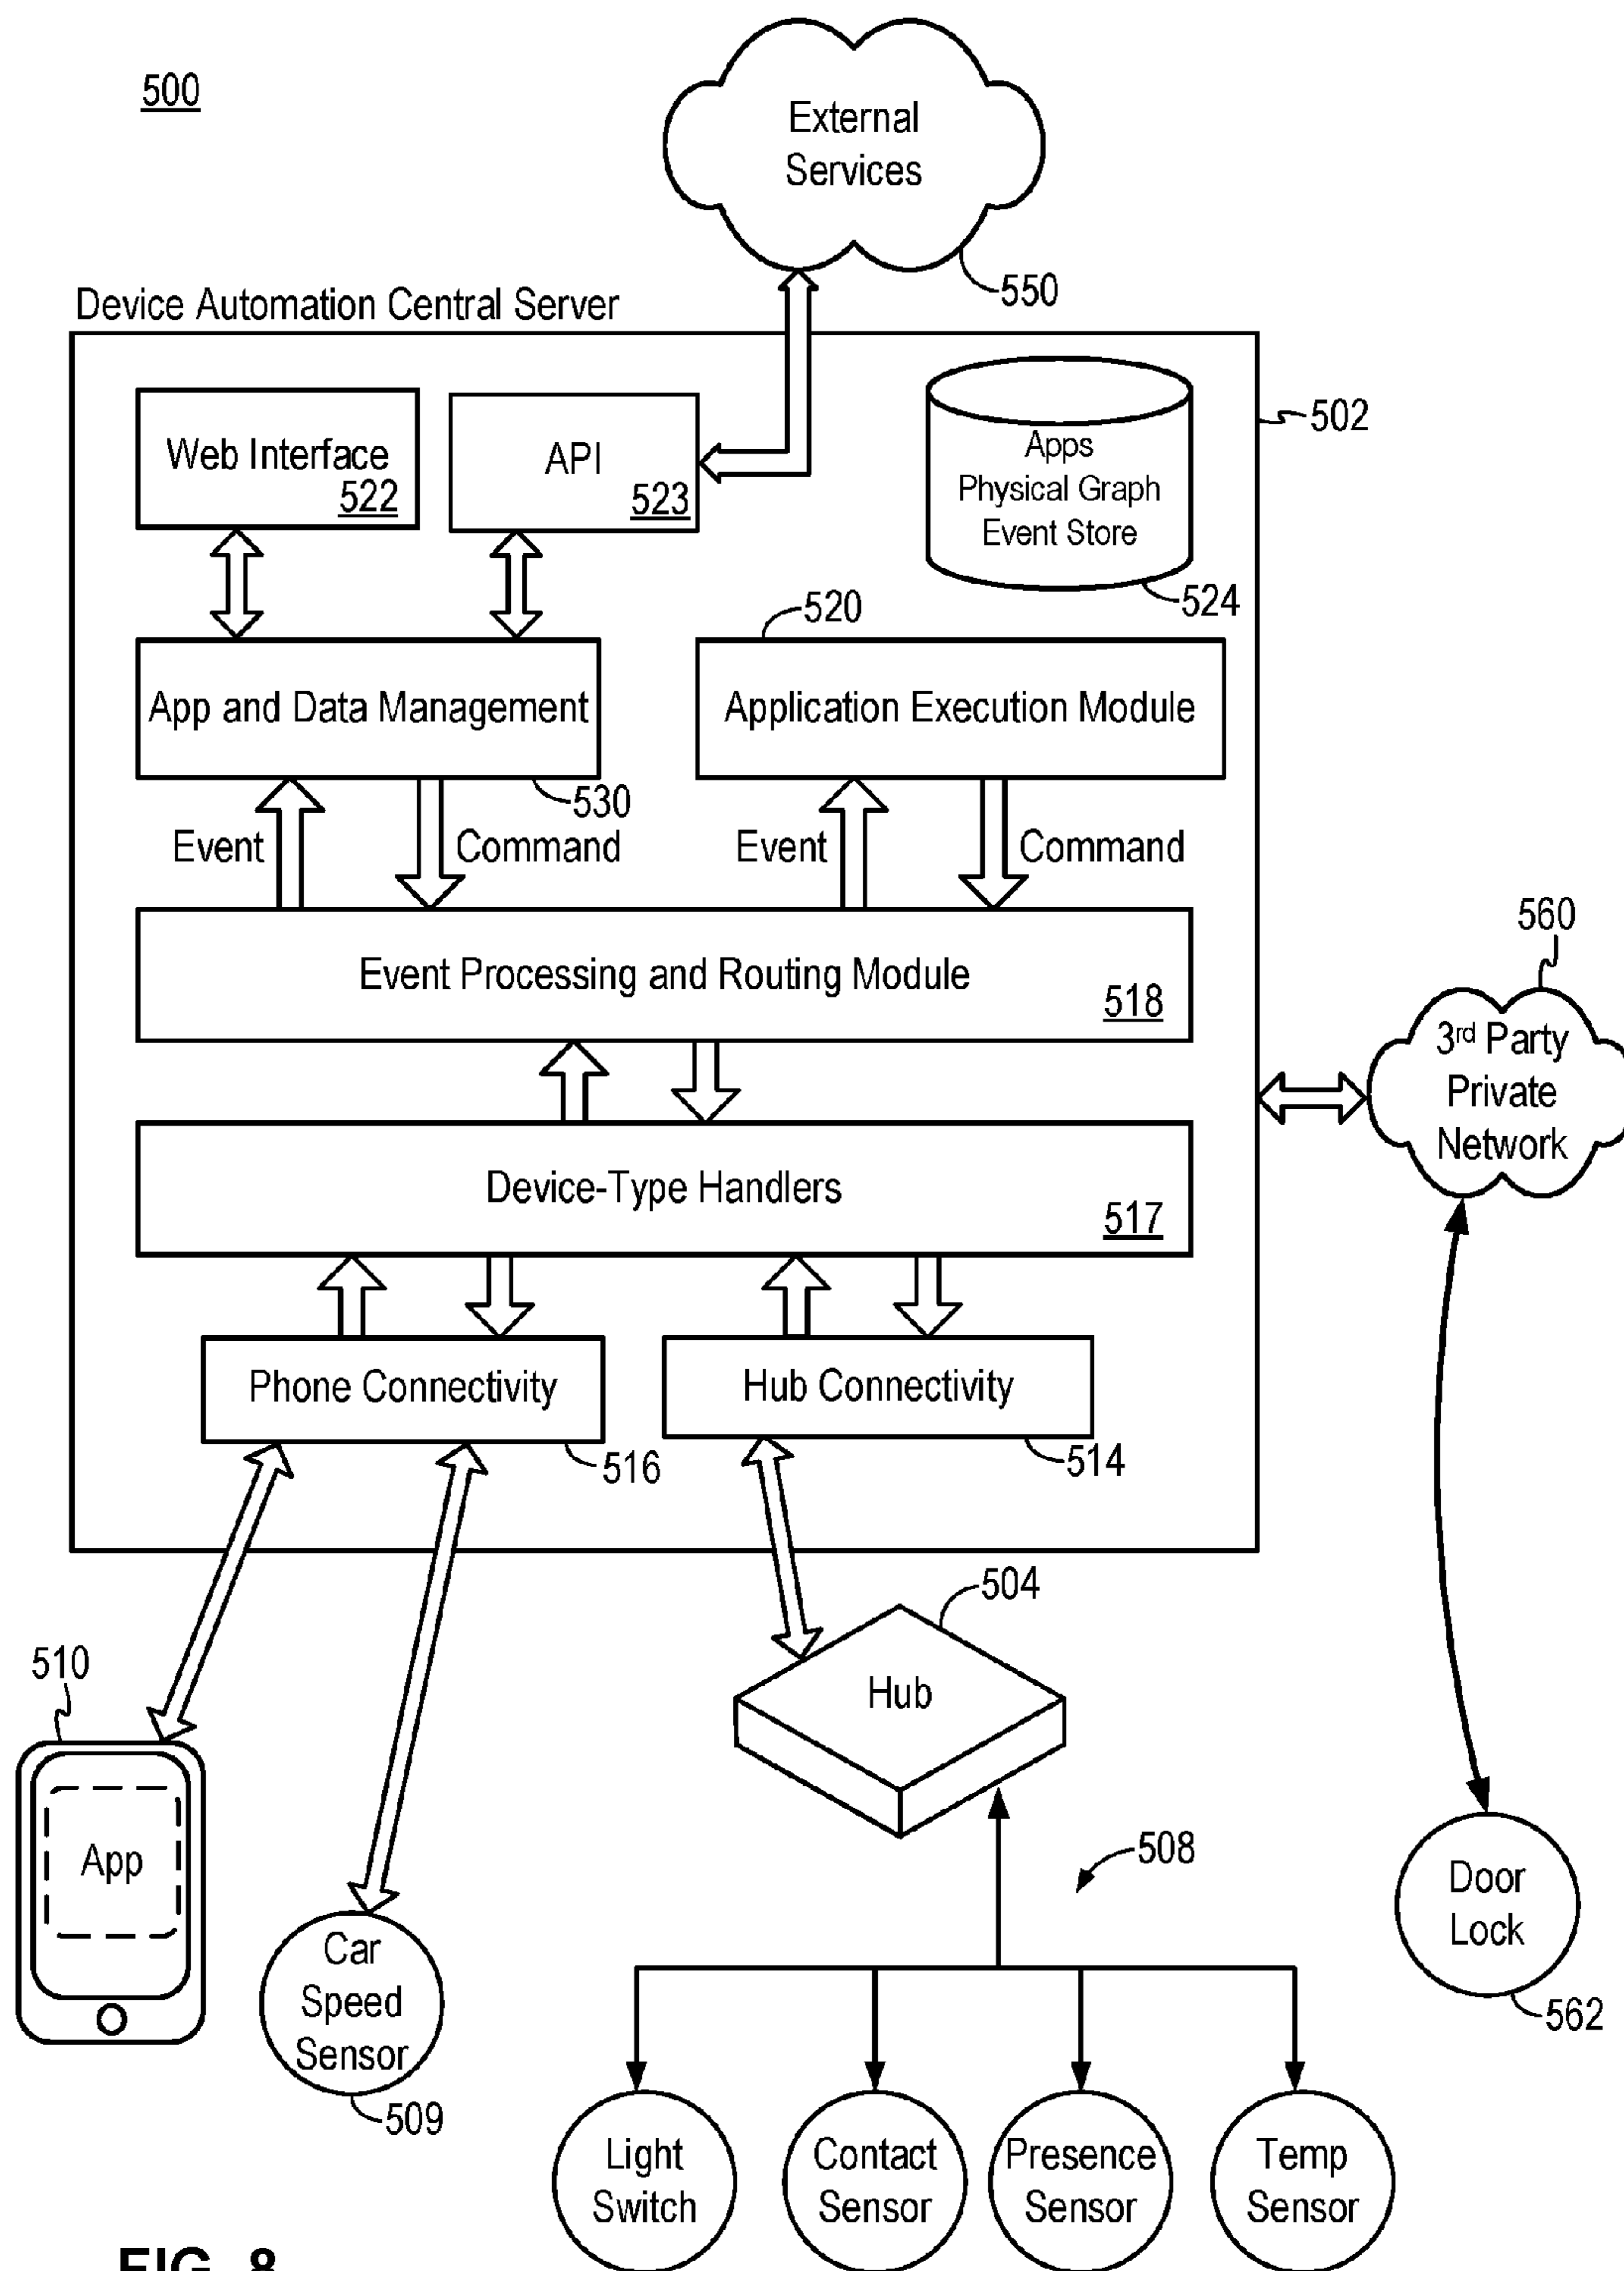 500
External
Services
550
Device Automation Central Server
502
Web Interface
522
API
523
Apps
Physical Graph
Event Store
524
520
App and Data Management
530
Application Execution Module
Event
Command
Event
Command
Event Processing and Routing Module
518
560
3rd Party
Private
Network
Device-Type Handlers
517
Phone Connectivity
516
Hub Connectivity
514
504
Hub
510
App
508
Car
Speed
Sensor
509
Door
Lock
562
Light
Switch
Contact
Sensor
Presence
Sensor
Temp
Sensor
FIG. 8